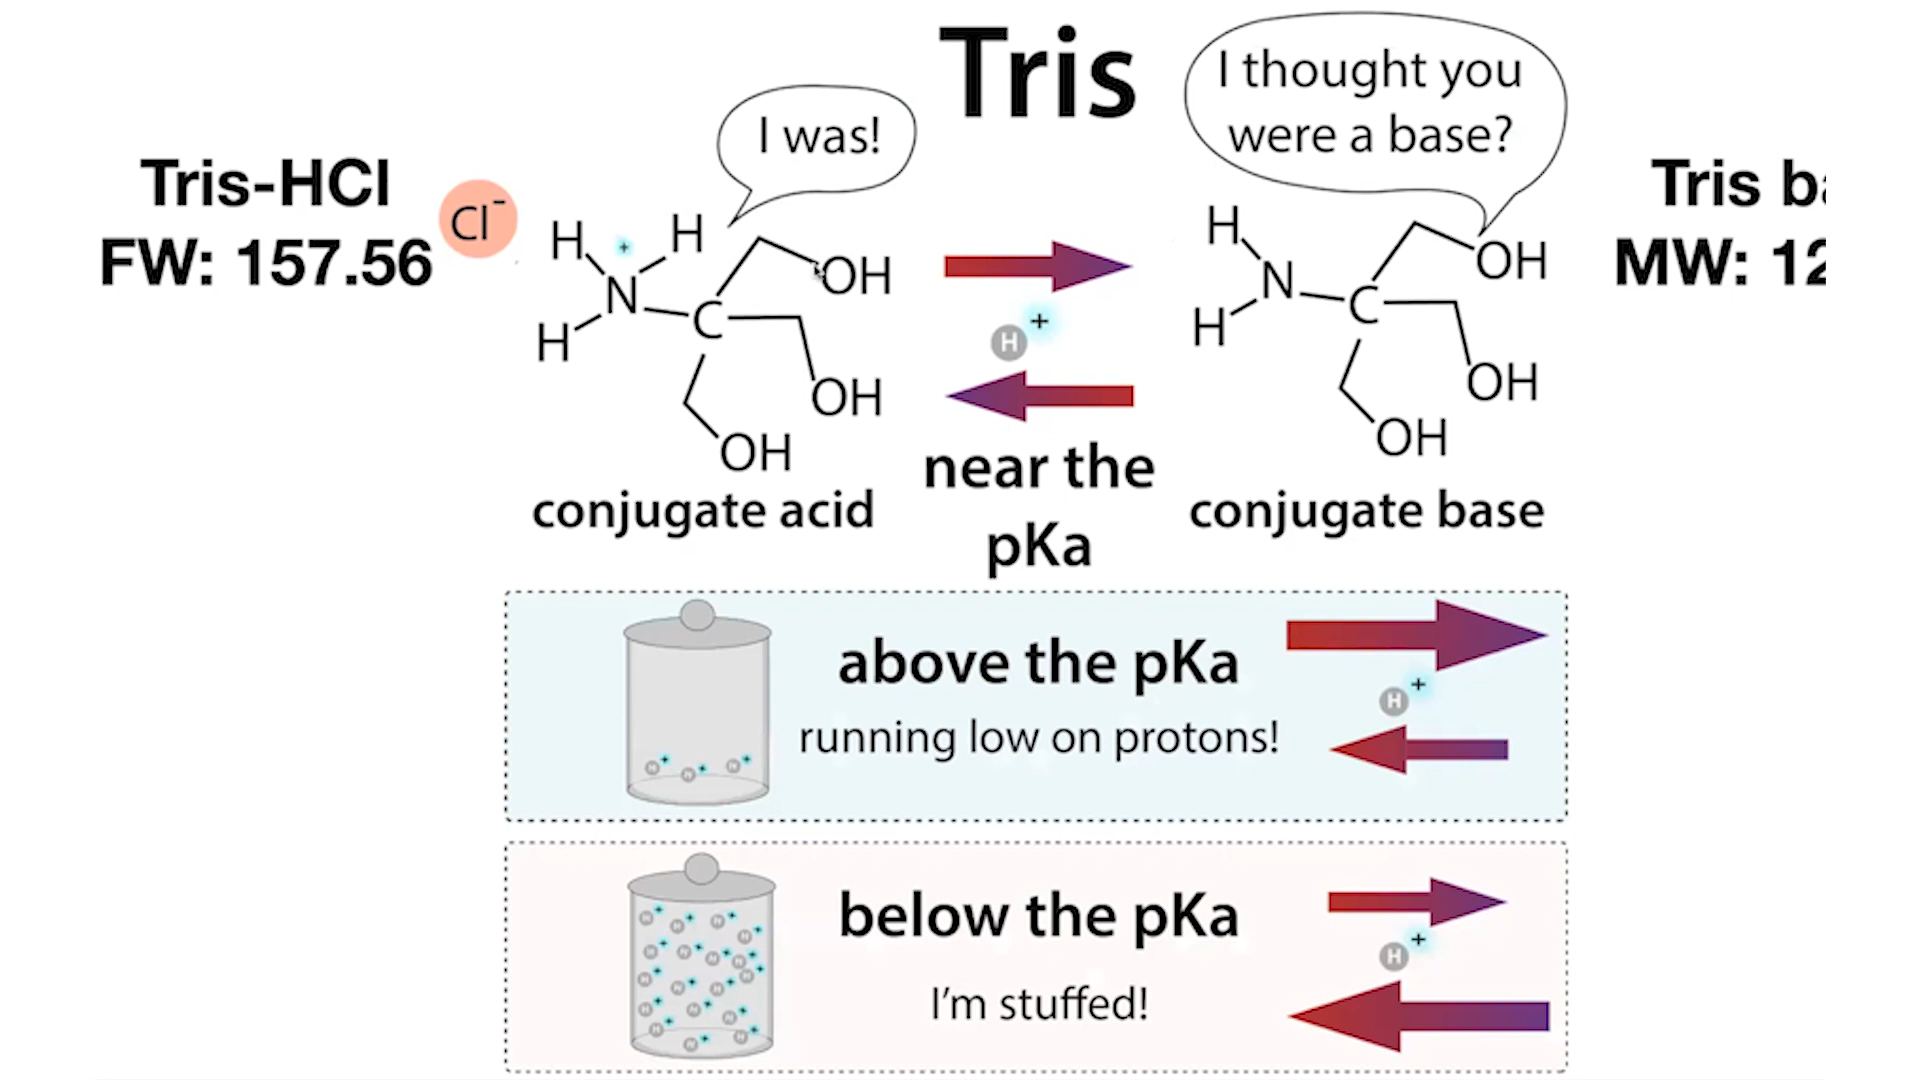 Tris
I was!
I thought you
were a base?
Tris-HCl
FW: 157.56
Cl-
H
+
H
N
H
C
OH
OH
OH
H +
H
N
H
C
OH
OH
OH
Tris
MW: 12
near the
pKa
conjugate acid
conjugate base
above the pKa
running low on protons!
H +
below the pKa
I'm stuffed!
H +